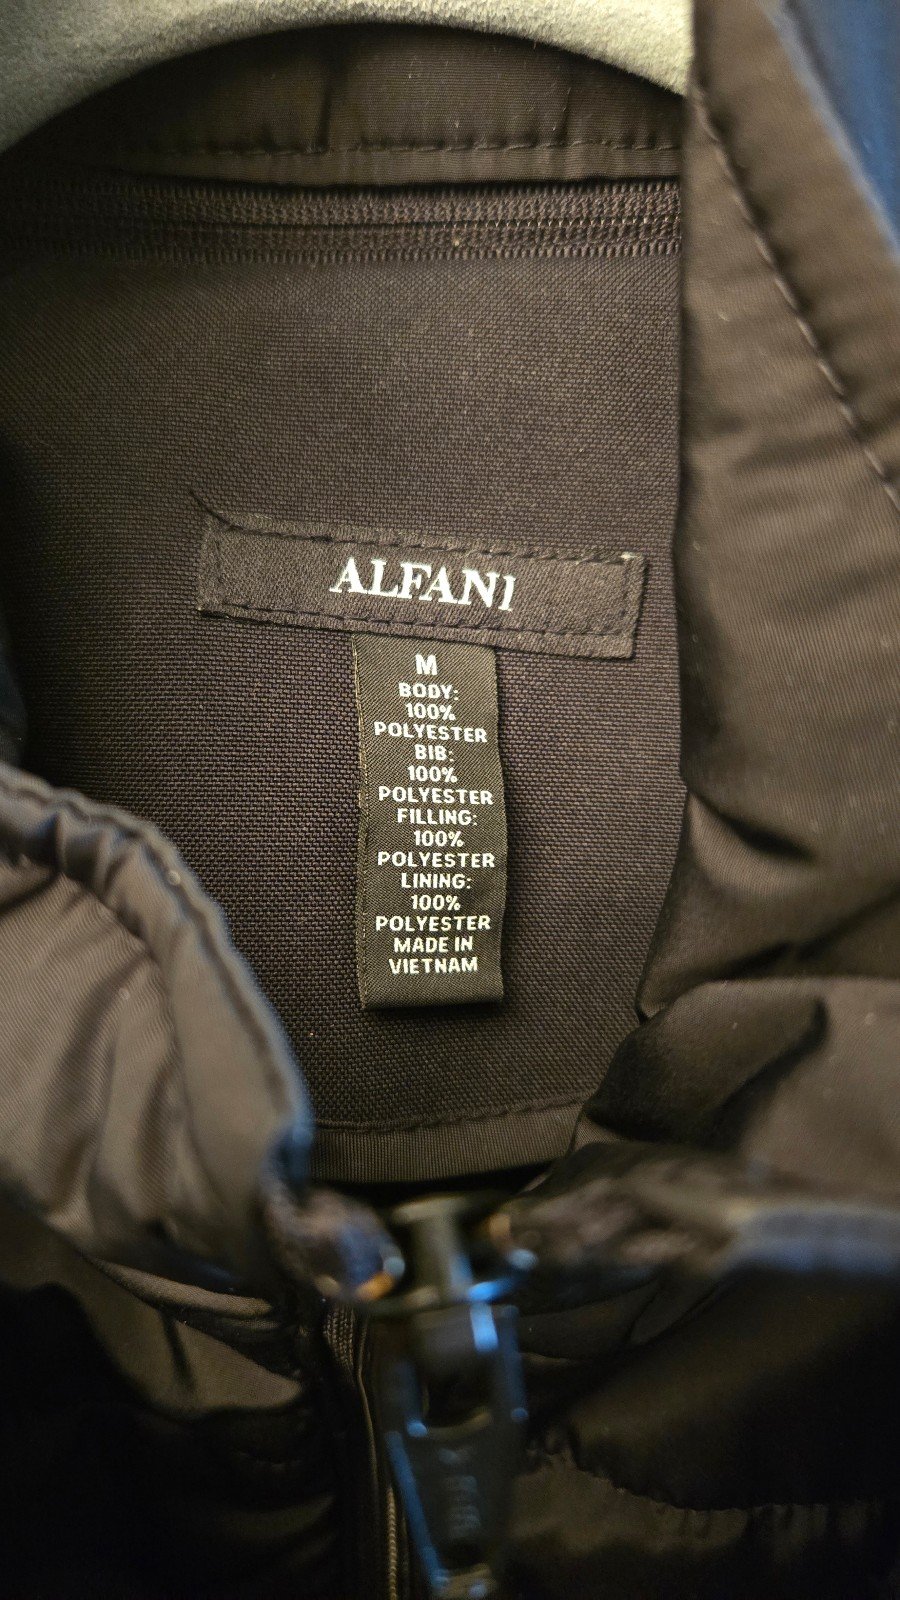 ALFANI
M
BODY:
100%
POLYESTER
BIB:
100%
POLYESTER
FILLING:
100%
POLYESTER
LINING:
100%
POLYESTER
MADE IN
VIETNAM